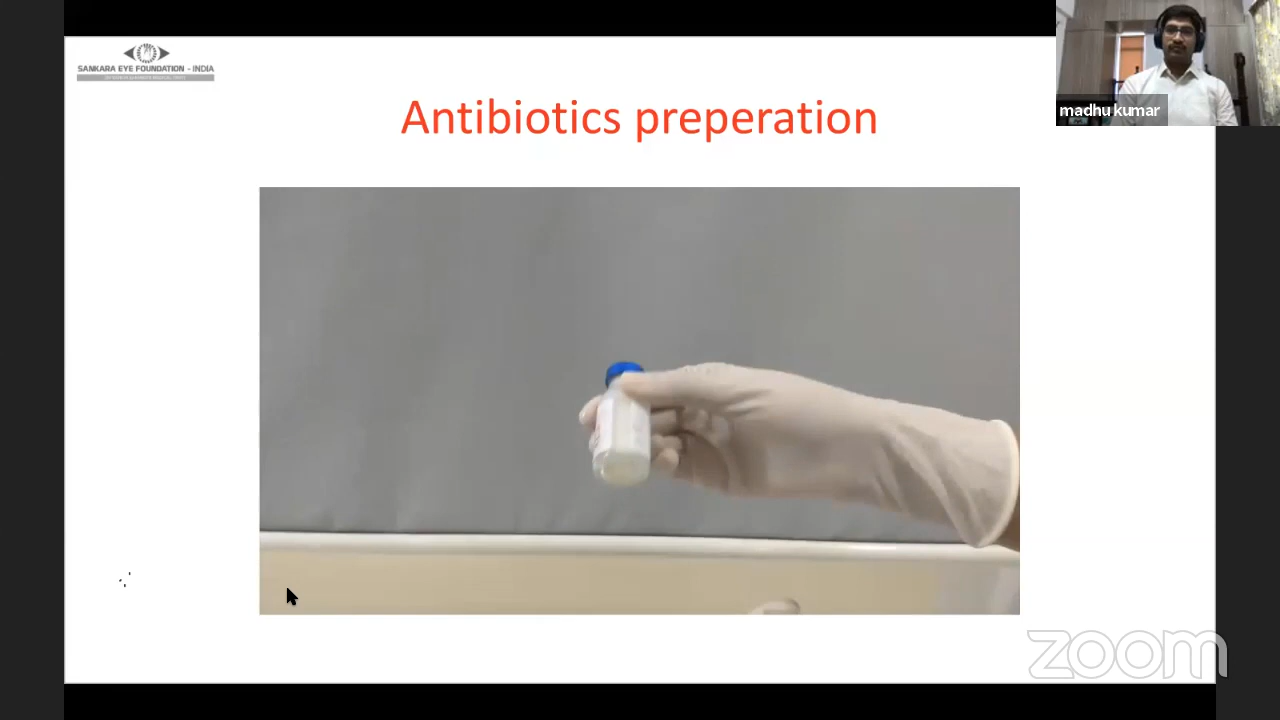 SANKARA EYE FOUNDATION - INDIA
Antibiotics preperation
madhu kumar
zoom